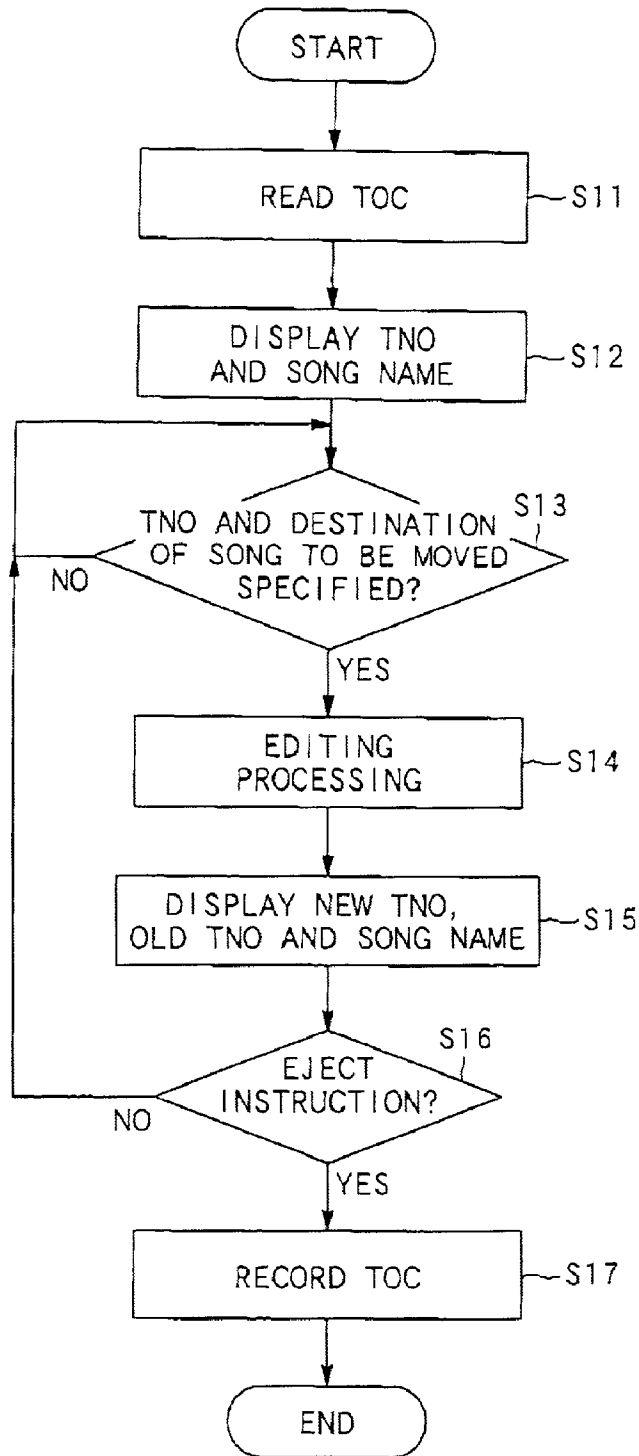 START
READ TOC
S11
DISPLAY TNO
AND SONG NAME
S12
TNO AND DESTINATION
OF SONG TO BE MOVED
SPECIFIED?
S13
NO
YES
EDITING
PROCESSING
S14
DISPLAY NEW TNO,
OLD TNO AND SONG NAME
S15
EJECT
INSTRUCTION?
S16
NO
YES
RECORD TOC
S17
END